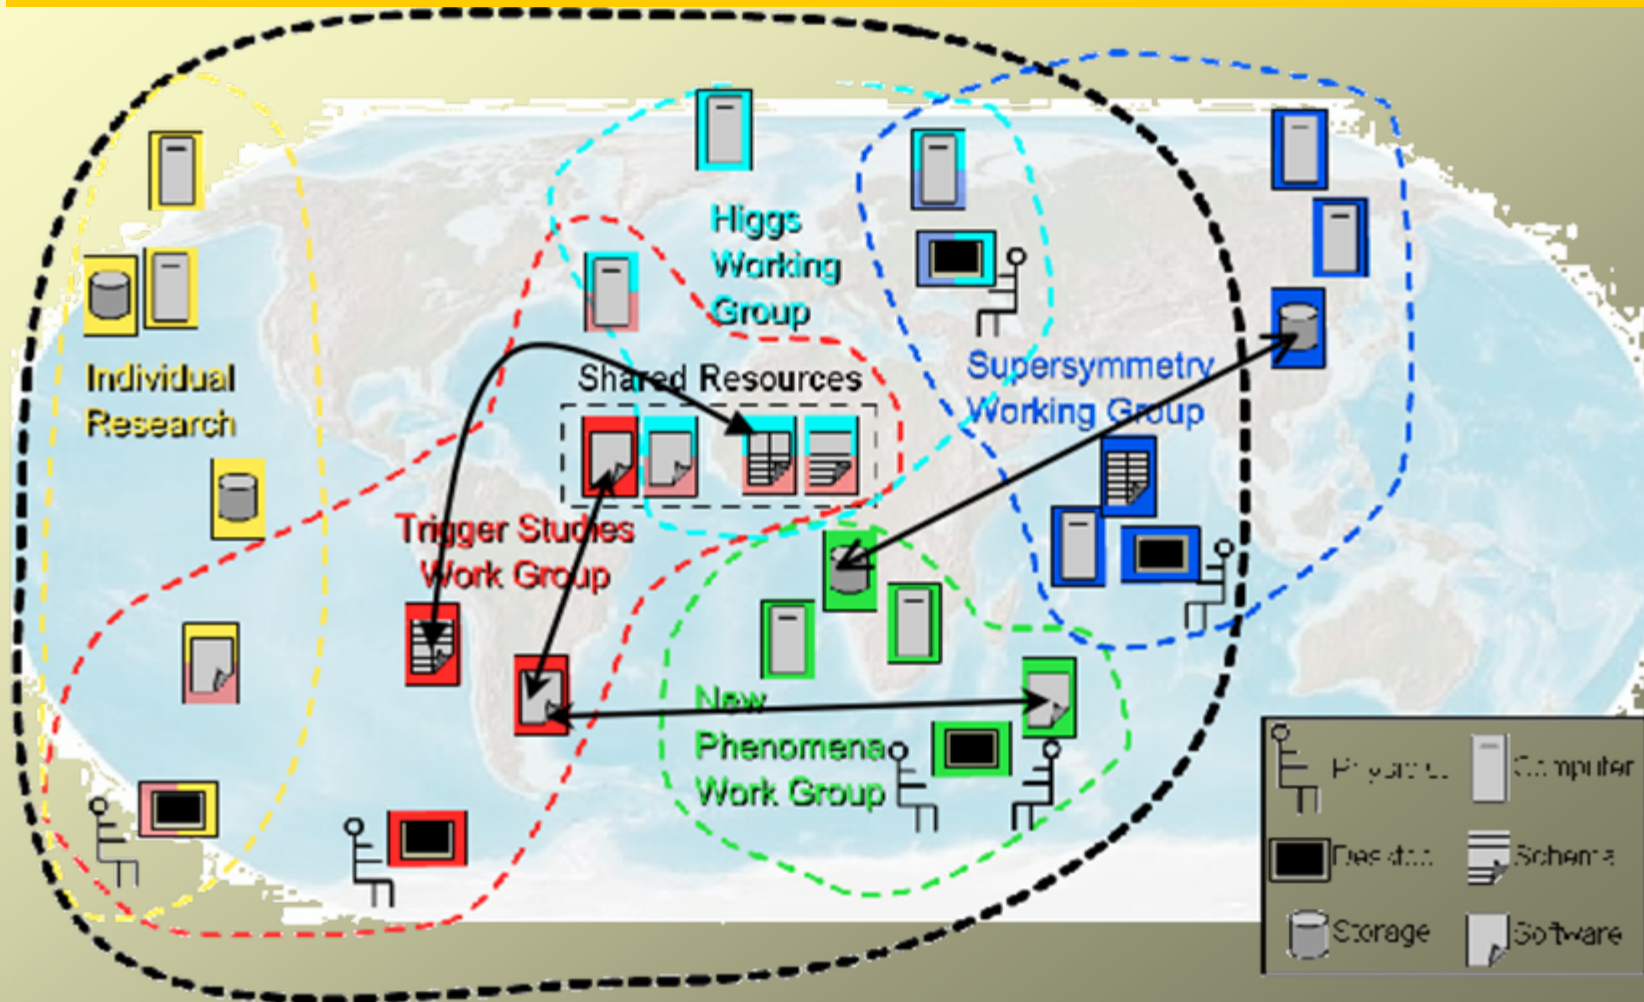 Higgs
Working
Group
Individual
Research
Shared Resources
Supersymmetry
Working Group
Trigger Studies
Work Group
New
Phenomena
Work Group
Computer
Schema
Storage
Software